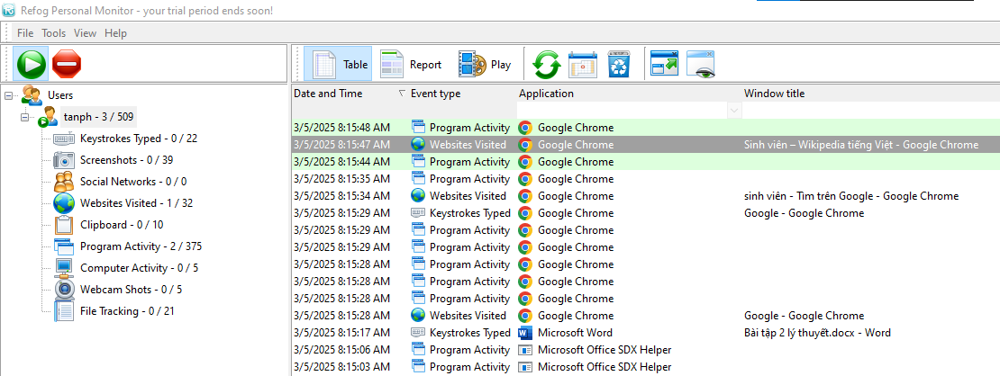 Refog Personal Monitor - your trial period ends soon!
File Tools View Help
Table Report Play
Users
tanph - 3 / 509
Keystrokes Typed - 0 / 22
Screenshots - 0 / 39
Social Networks - 0 / 0
Websites Visited - 1 / 32
Clipboard - 0 / 10
Program Activity - 2 / 375
Computer Activity - 0 / 5
Webcam Shots - 0 / 5
File Tracking - 0 / 21
Date and Time Event type Application Window title
3/5/2025 8:15:48 AM Program Activity Google Chrome
3/5/2025 8:15:47 AM Websites Visited Google Chrome Sinh viên – Wikipedia tiếng Việt - Google Chrome
3/5/2025 8:15:44 AM Program Activity Google Chrome
3/5/2025 8:15:35 AM Program Activity Google Chrome
3/5/2025 8:15:34 AM Websites Visited Google Chrome sinh viên - Tìm trên Google - Google Chrome
3/5/2025 8:15:29 AM Keystrokes Typed Google Chrome Google - Google Chrome
3/5/2025 8:15:29 AM Program Activity Google Chrome
3/5/2025 8:15:29 AM Program Activity Google Chrome
3/5/2025 8:15:28 AM Program Activity Google Chrome
3/5/2025 8:15:28 AM Program Activity Google Chrome
3/5/2025 8:15:28 AM Program Activity Google Chrome
3/5/2025 8:15:28 AM Websites Visited Google Chrome Google - Google Chrome
3/5/2025 8:15:17 AM Keystrokes Typed Microsoft Word Bài tập 2 lý thuyết.docx - Word
3/5/2025 8:15:06 AM Program Activity Microsoft Office SDX Helper
3/5/2025 8:15:03 AM Program Activity Microsoft Office SDX Helper